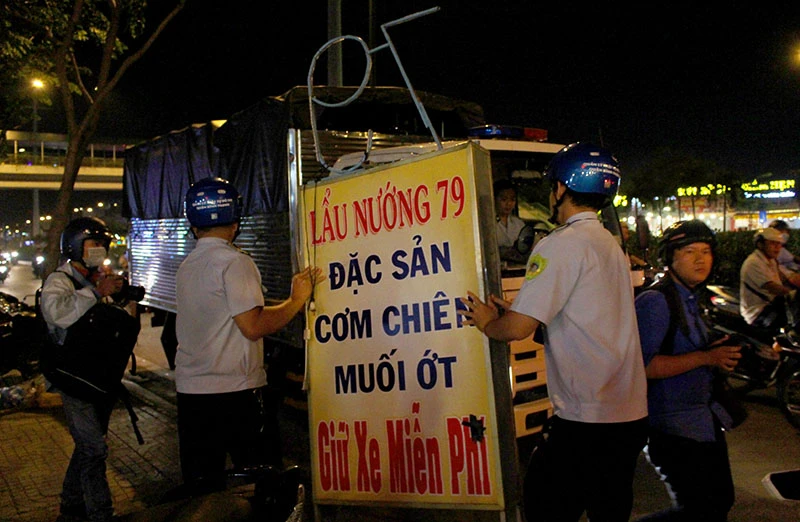 LẨU NƯỚNG 79
ĐẶC SẢN
CƠM CHIÊN
MUỐI ỚT
Giữ Xe Miễn Phí